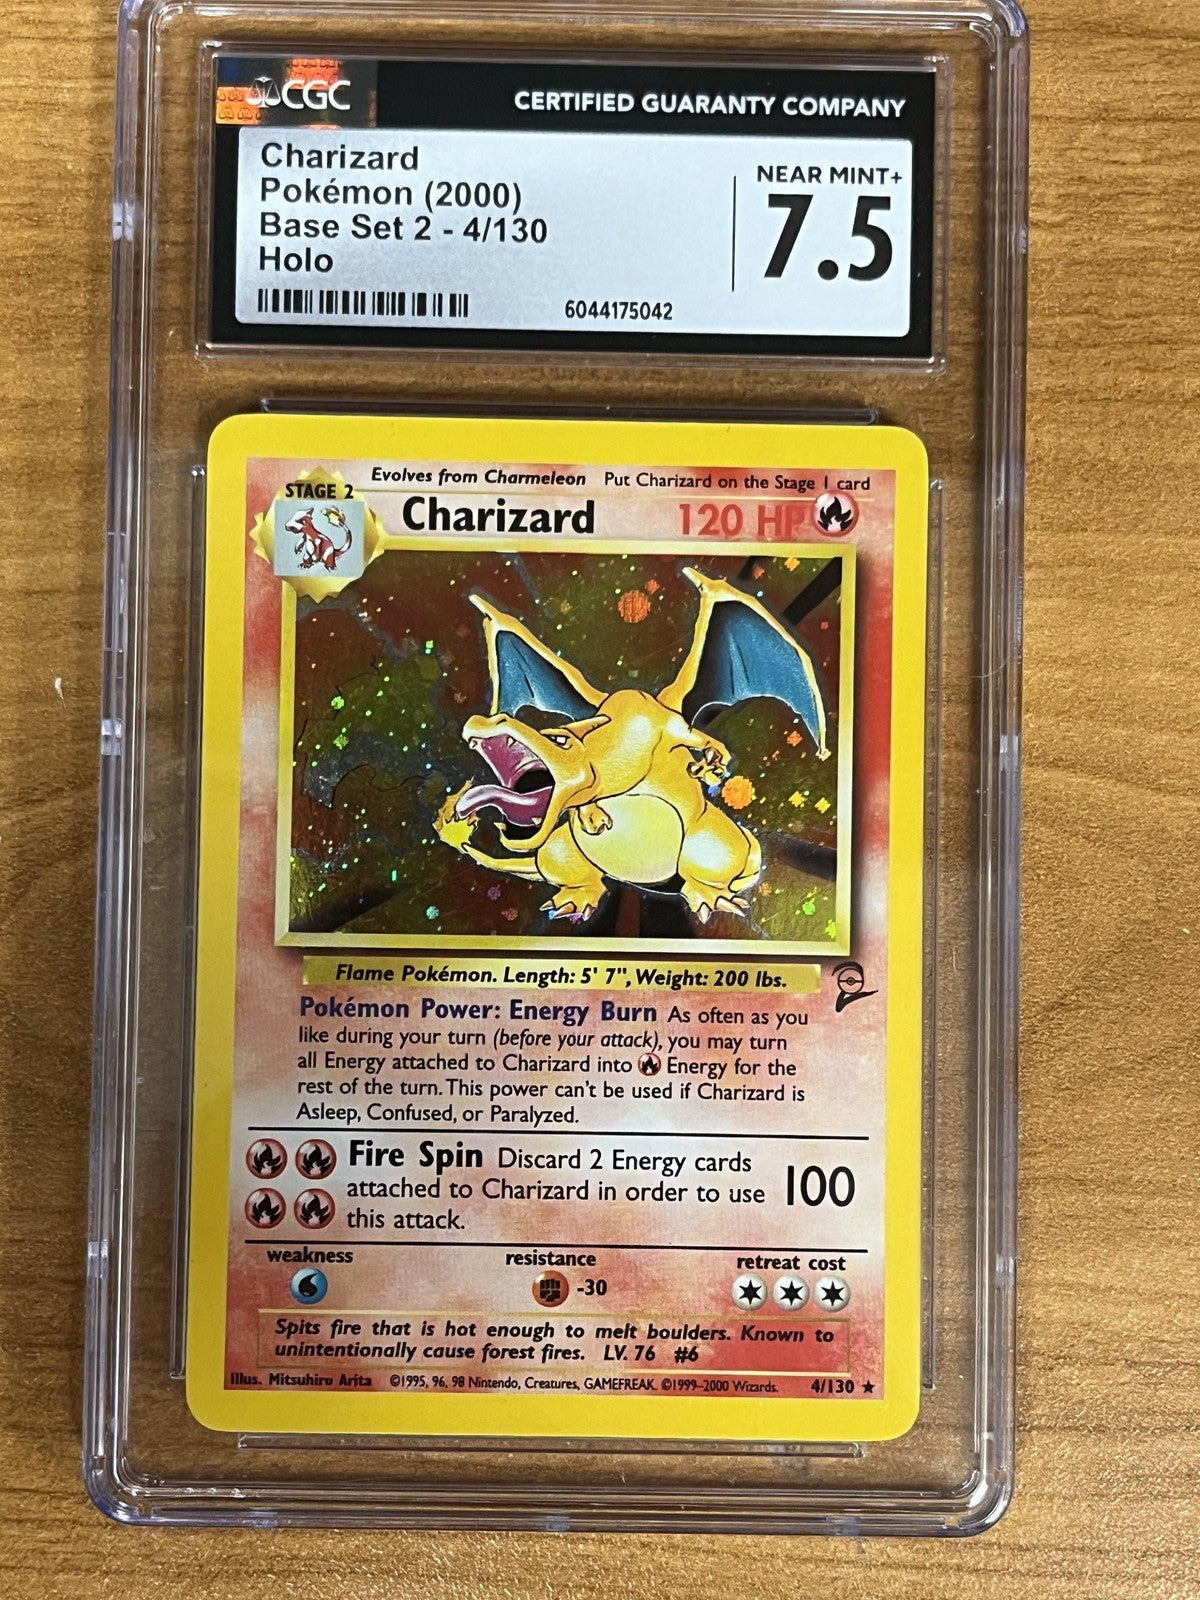 CGC
CERTIFIED GUARANTY COMPANY
Charizard
Pokémon (2000)
Base Set 2 - 4/130
Holo
NEAR MINT+
7.5
6044175042
Evolves from Charmeleon Put Charizard on the Stage 1 card
STAGE 2
Charizard 120 HP
Flame Pokémon. Length: 5' 7", Weight: 200 lbs.
Pokémon Power: Energy Burn As often as you
like during your turn (before your attack), you may turn
all Energy attached to Charizard into Energy for the
rest of the turn. This power can't be used if Charizard is
Asleep, Confused, or Paralyzed.
Fire Spin Discard 2 Energy cards
attached to Charizard in order to use
this attack.
100
weakness resistance retreat cost
-30
Spits fire that is hot enough to melt boulders. Known to
unintentionally cause forest fires. LV. 76 #6
Illus. Mitsuhiro Arita ©1995, 96, 98 Nintendo, Creatures, GAMEFREAK. ©1999-2000 Wizards. 4/130 ★